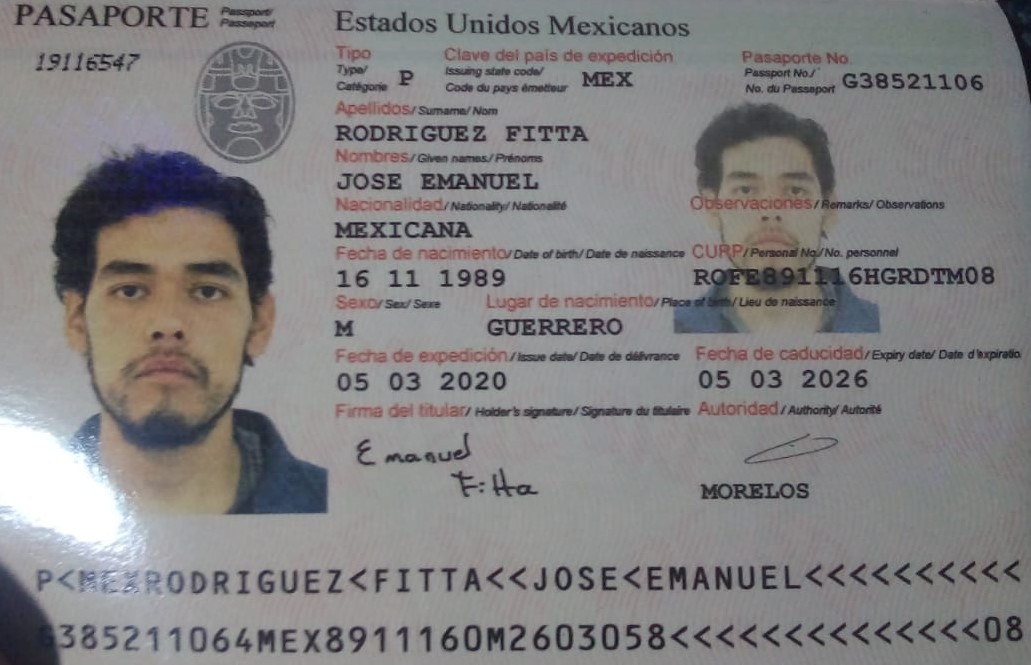 PASAPORTE Passport/ Passeport
19116547
Estados Unidos Mexicanos
Tipo Clave del país de expedición Pasaporte No.
Type/ Catégorie P Issuing state code/ Code du pays émetteur MEX Passport No./ No. du Passeport G38521106
Apellidos/Surname/Nom
RODRIGUEZ FITTA
Nombres/Given names/Prénoms
JOSE EMANUEL
Nacionalidad/Nationality/Nationalité Observaciones/Remarks/Observations
MEXICANA
Fecha de nacimiento/Date of birth/Date de naissance CURP/Personal No./No. personnel
16 11 1989 ROFE891116HGRDTM08
Sexo/Sex/Sexe Lugar de nacimiento/Place of birth/Lieu de naissance
M GUERRERO
Fecha de expedición/Issue date/Date de délivrance Fecha de caducidad/Expiry date/Date d'expiratio
05 03 2020 05 03 2026
Firma del titular/Holder's signature/Signature du titulaire Autoridad/Authority/Autorité
Emanuel
Fitta
MORELOS
P<MEXRODRIGUEZ<FITTA<<JOSE<EMANUEL<<<<<<<<<<
G385211064MEX8911160M2603058<<<<<<<<<<<<<<08